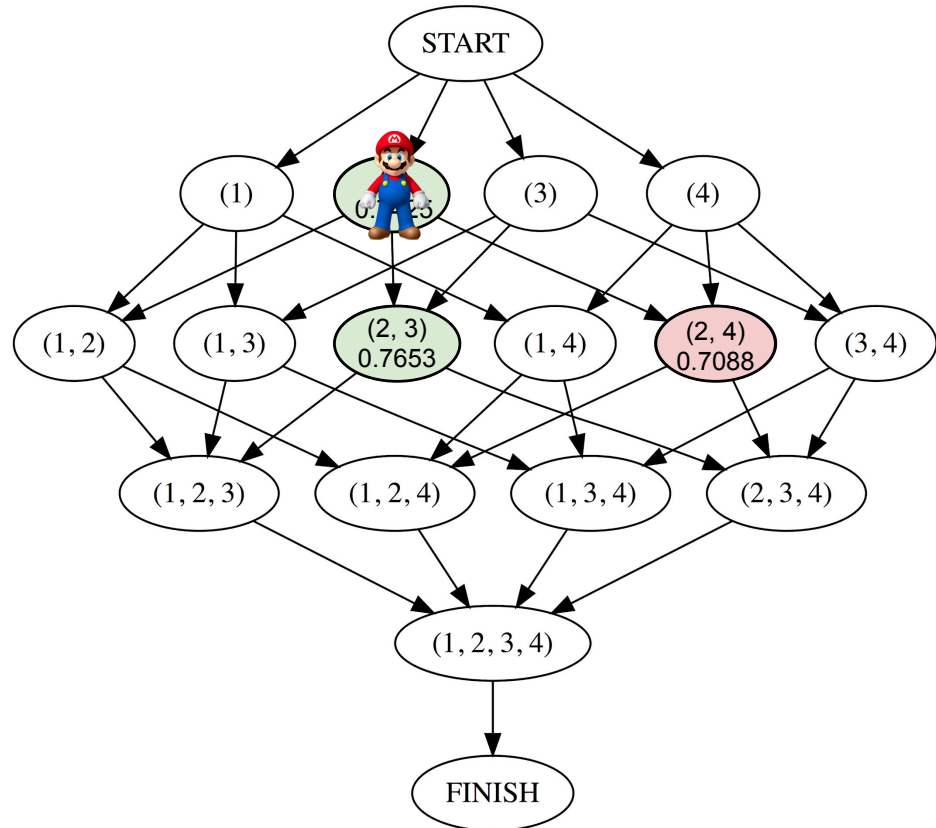 START
(1)
(3)
(4)
(1, 2)
(1, 3)
(2, 3)
0.7653
(1, 4)
(2, 4)
0.7088
(3, 4)
(1, 2, 3)
(1, 2, 4)
(1, 3, 4)
(2, 3, 4)
(1, 2, 3, 4)
FINISH